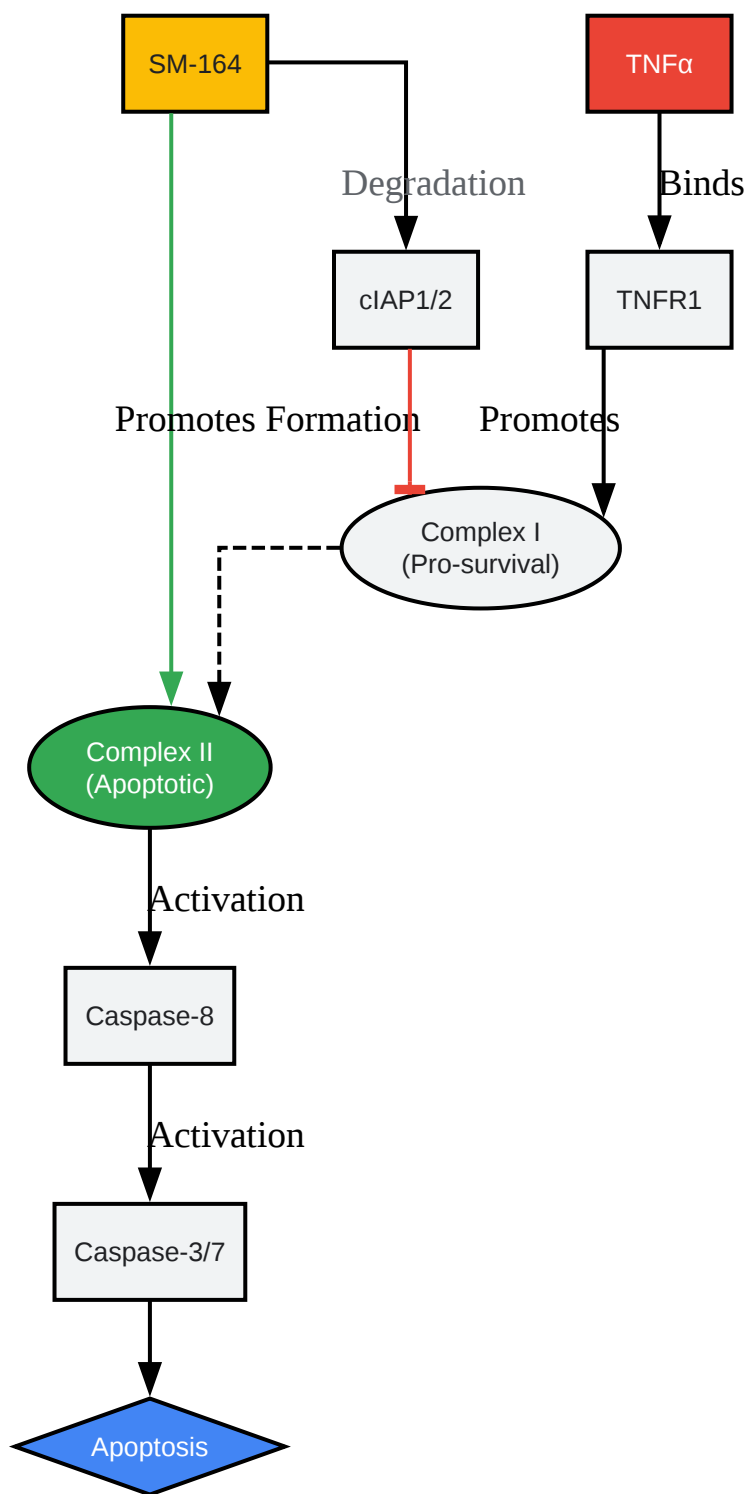 SM-164
TNFα
Degradation
Binds
cIAP1/2
TNFR1
Promotes Formation
Promotes
Complex I
(Pro-survival)
Complex II
(Apoptotic)
Activation
Caspase-8
Activation
Caspase-3/7
Apoptosis